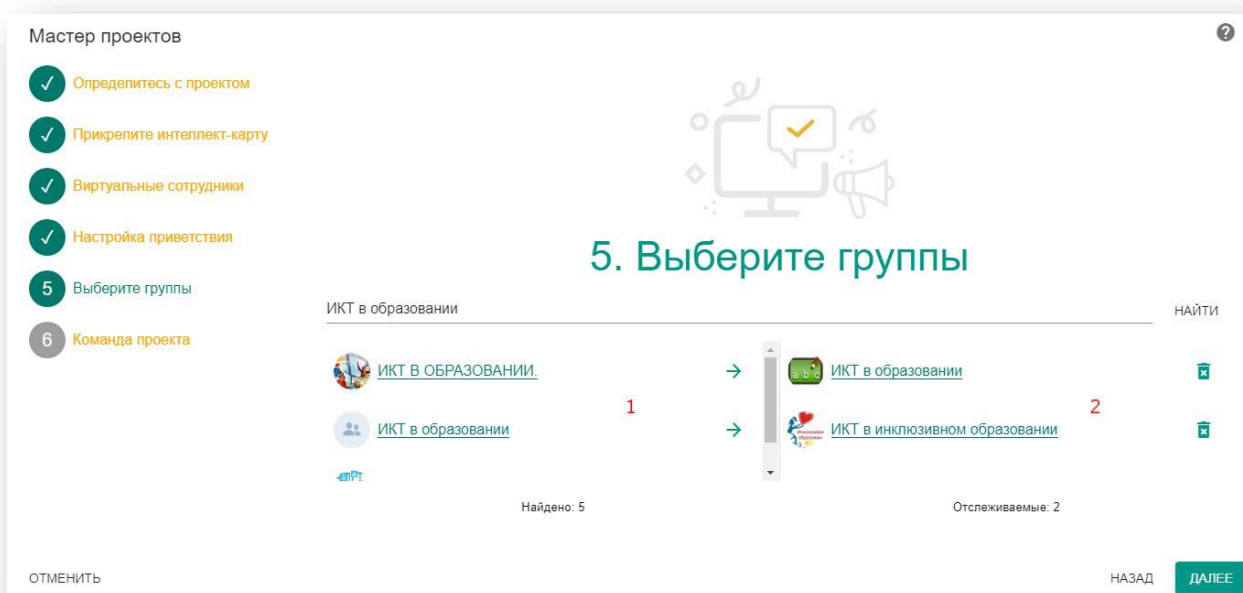 Мастер проектов
?
Определитесь с проектом
Прикрепите интеллект-карту
Виртуальные сотрудники
Настройка приветствия
5 Выберите группы
6 Команда проекта
5. Выберите группы
ИКТ в образовании НАЙТИ
ИКТ В ОБРАЗОВАНИИ.
ИКТ в образовании
1
a b c ИКТ в образовании
ИКТ в инклюзивном образовании
2
Найдено: 5
Отслеживаемые: 2
ОТМЕНИТЬ
НАЗАД
ДАЛЕЕ